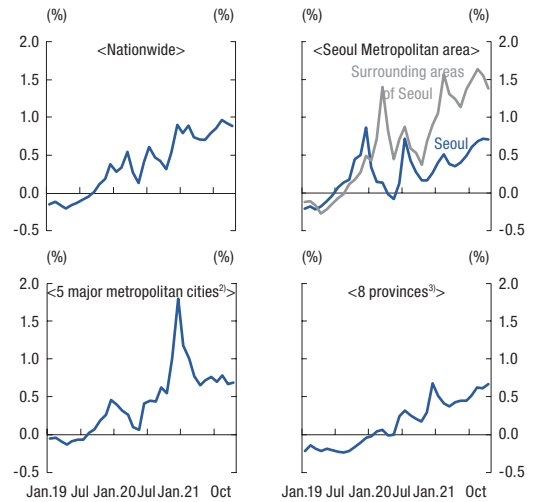 (%) (%) (%) (%)
<Nationwide> <Seoul Metropolitan area>
2.0 2.0
Surrounding areas
of Seoul
1.5 1.5
1.0 1.0
Seoul
0.5 0.5
0.0 0.0
-0.5 -0.5
(%) (%) (%) (%)
<5 major metropolitan cities2)> <8 provinces3)>
2.0 2.0
1.5 1.5
1.0 1.0
0.5 0.5
0.0 0.0
-0.5 -0.5
Jan.19 Jul Jan.20 Jul Jan.21 Oct Jan.19 Jul Jan.20 Jul Jan.21 Oct